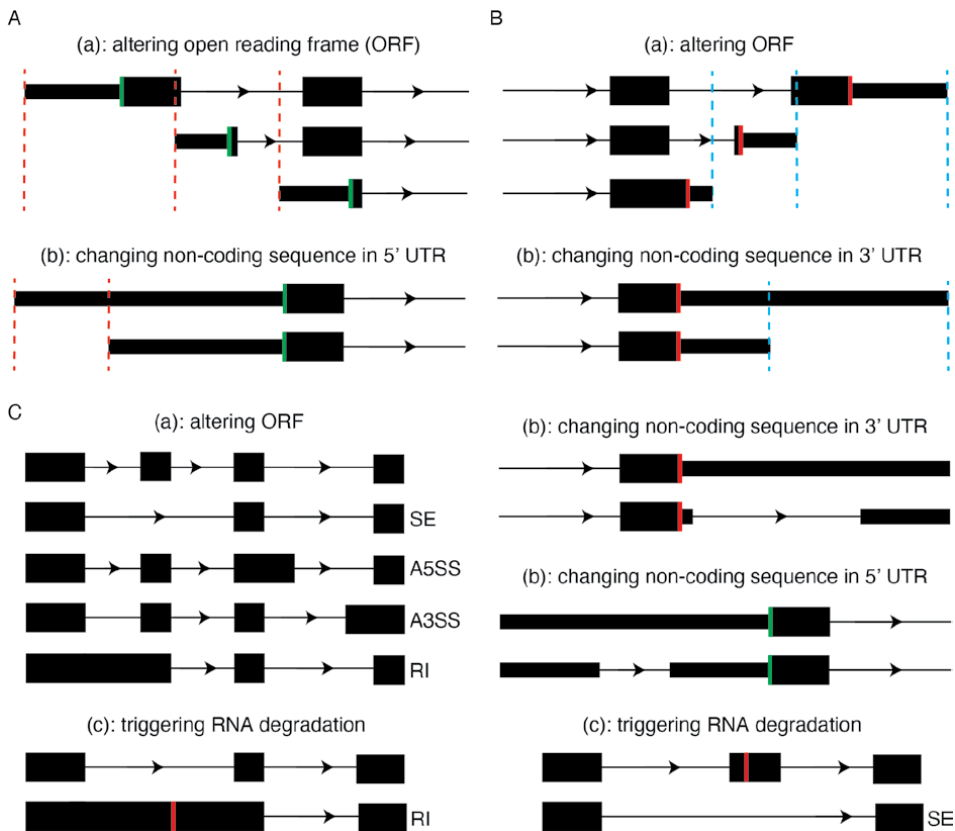 A
(a): altering open reading frame (ORF)
(b): changing non-coding sequence in 5' UTR
B
(a): altering ORF
(b): changing non-coding sequence in 3' UTR
C
(a): altering ORF
SE
A5SS
A3SS
RI
(c): triggering RNA degradation
RI
(b): changing non-coding sequence in 3' UTR
(b): changing non-coding sequence in 5' UTR
(c): triggering RNA degradation
SE